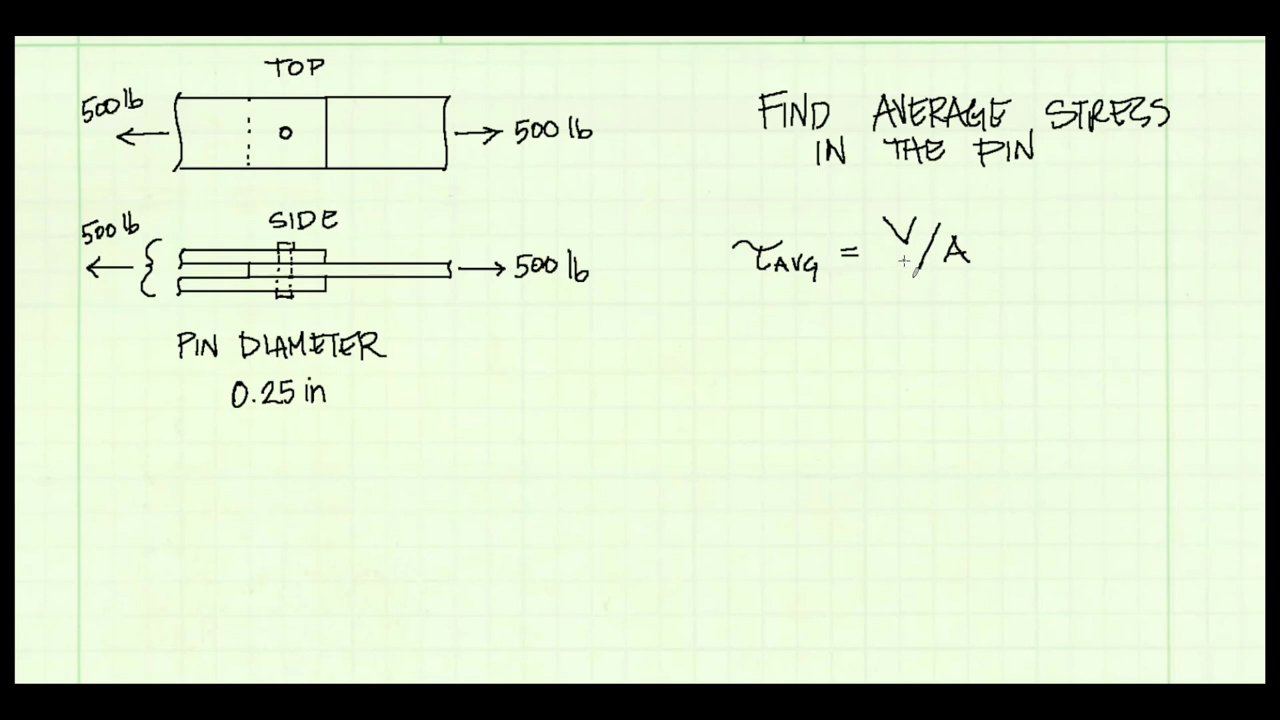 TOP
500 lb
500 lb
FIND AVERAGE STRESS
IN THE PIN
SIDE
500 lb
500 lb
τAVG = V/A
PIN DIAMETER
0.25 in